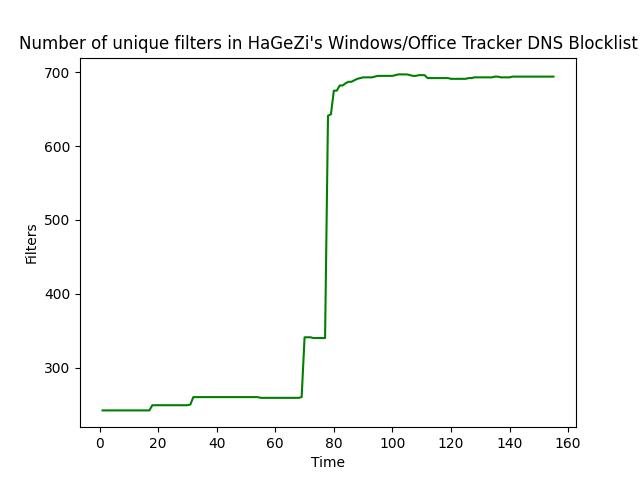 Number of unique filters in HaGeZi's Windows/Office Tracker DNS Blocklist
700
600
500
400
300
Filters
0 20 40 60 80 100 120 140 160
Time